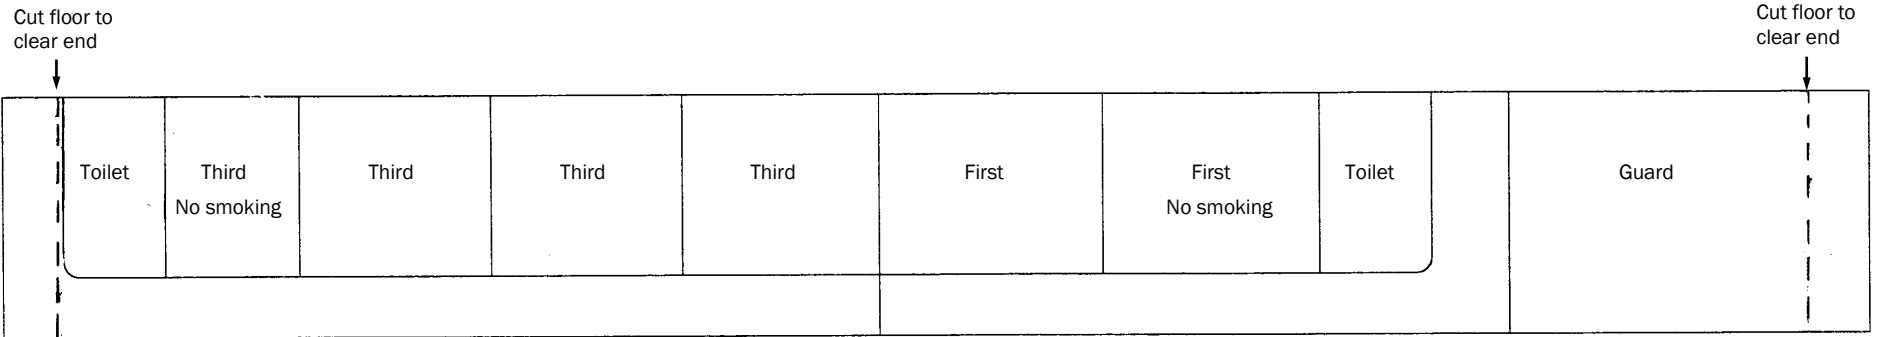 Cut floor to
clear end
Cut floor to
clear end
Toilet
Third
No smoking
Third
Third
Third
First
First
No smoking
Toilet
Guard